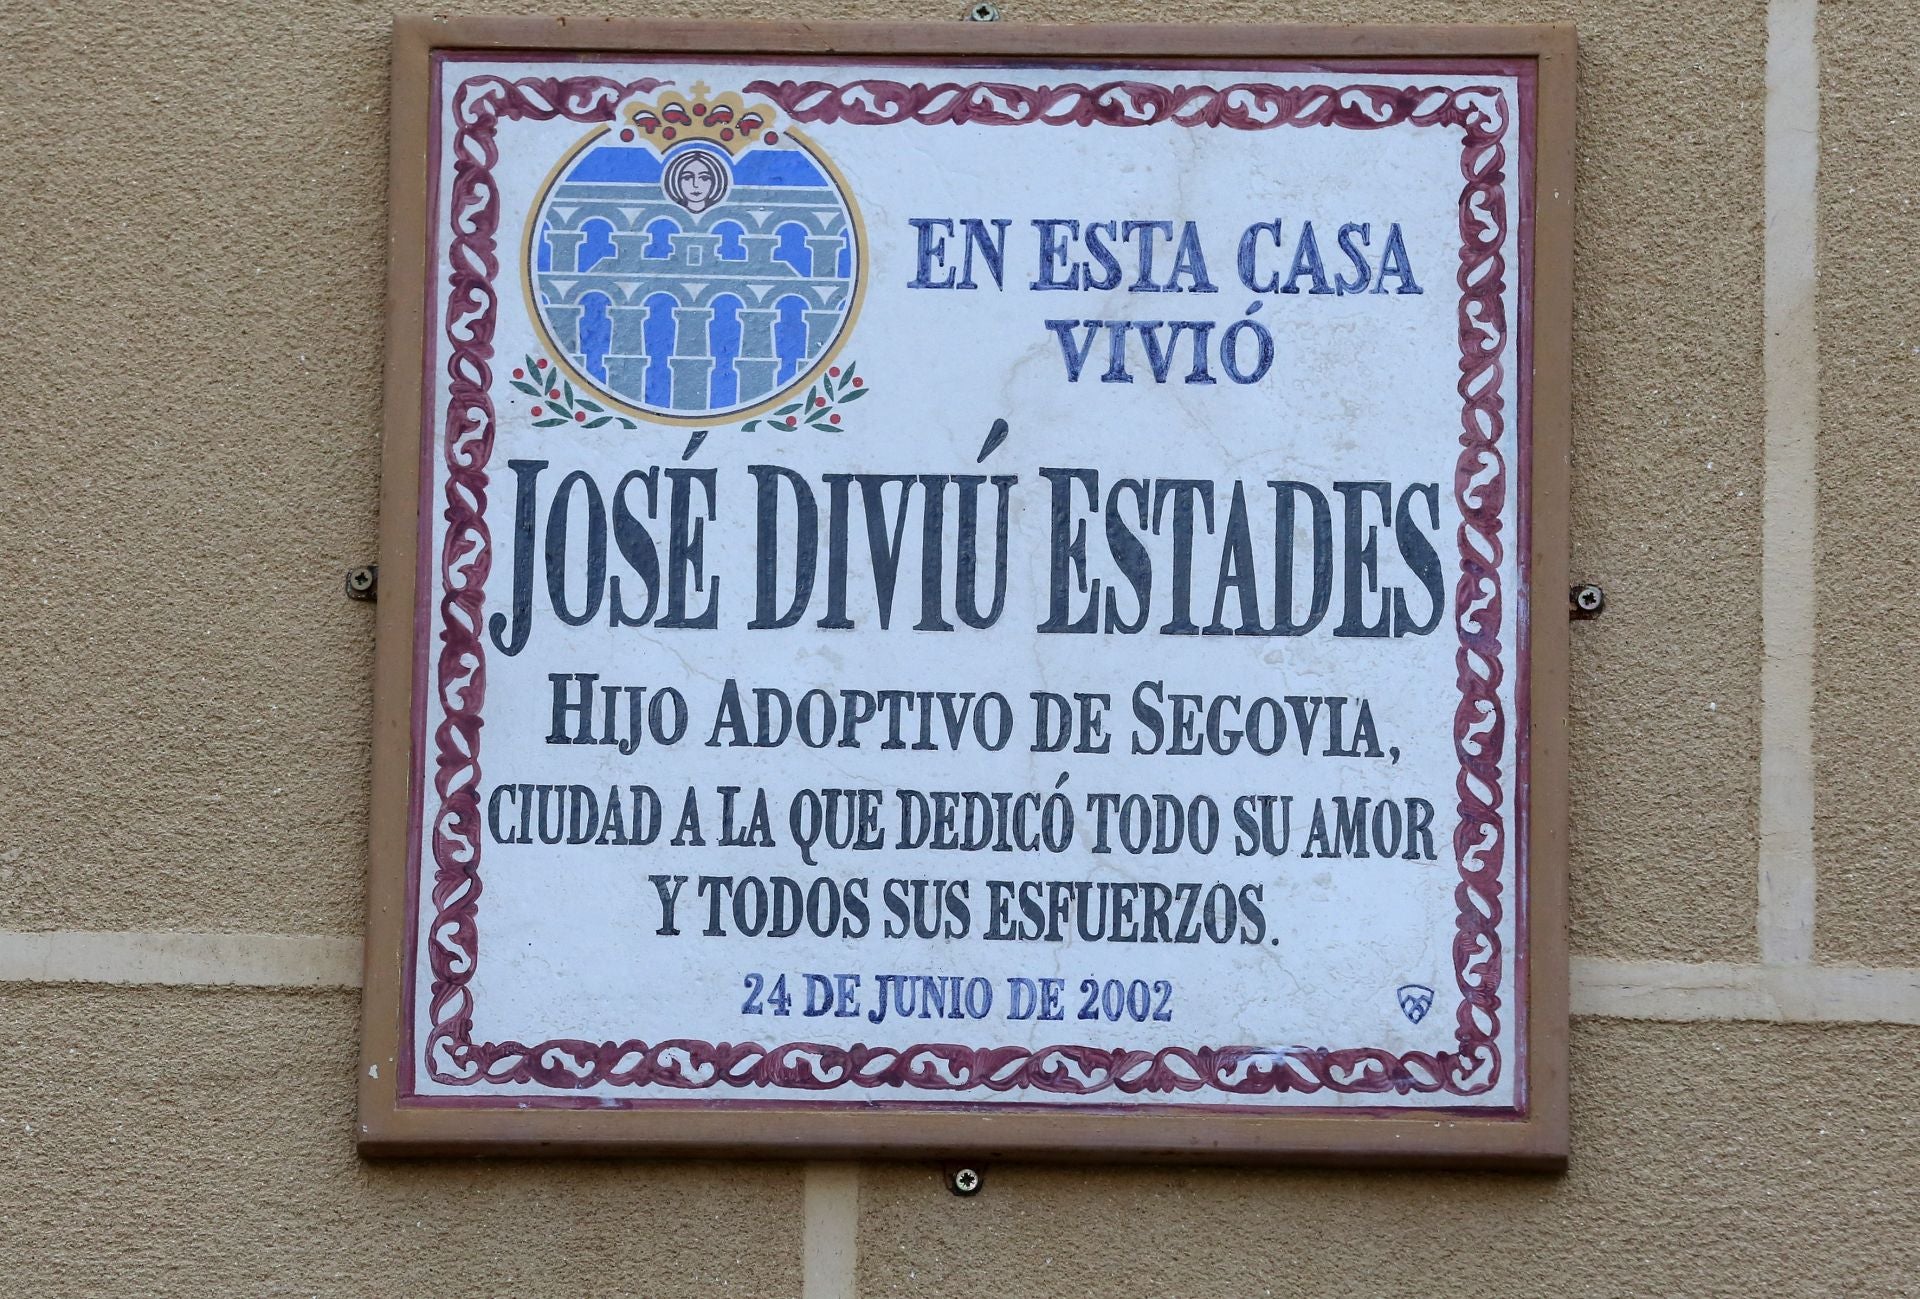 EN ESTA CASA
VIVIÓ
JOSÉ DIVIÚ ESTADES
HIJO ADOPTIVO DE SEGOVIA,
CIUDAD A LA QUE DEDICÓ TODO SU AMOR
Y TODOS SUS ESFUERZOS.
24 DE JUNIO DE 2002